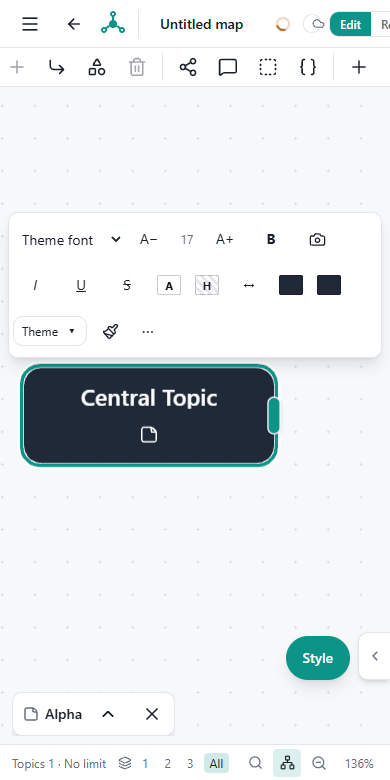 Untitled map
Edit
Theme font
A− 17 A+ B
I U S A H
Theme
Central Topic
Style
Alpha
Topics 1 · No limit 1 2 3 All 136%